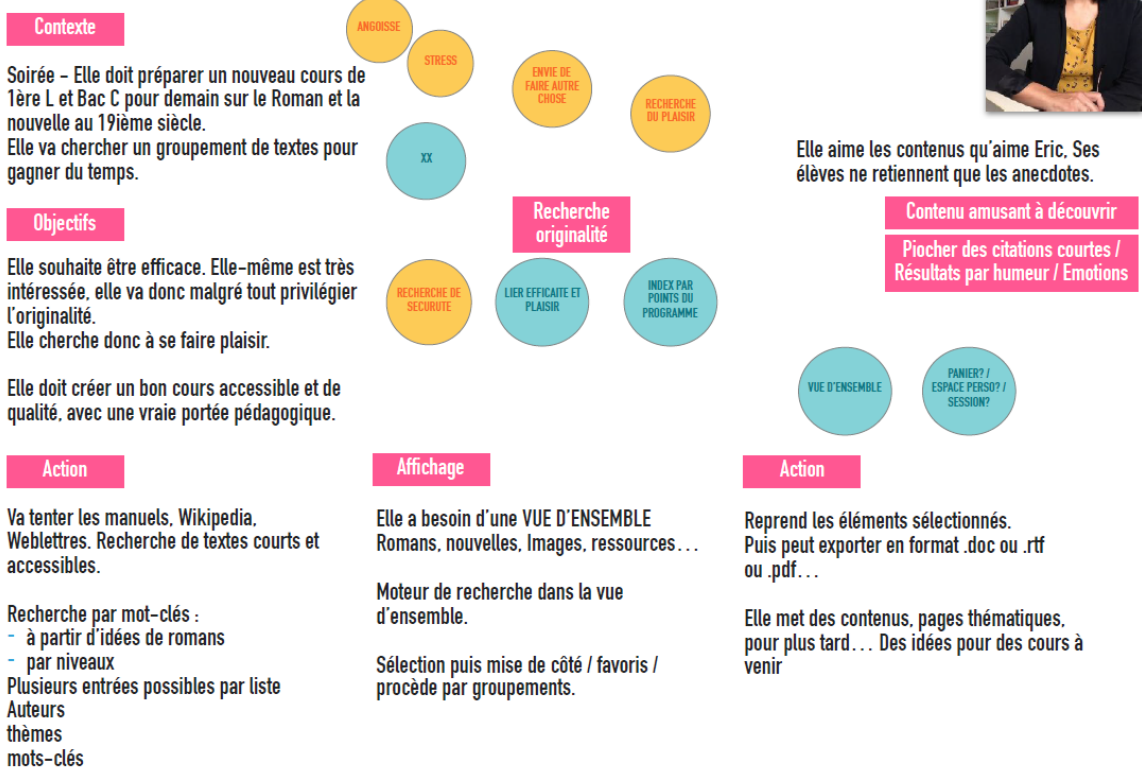 Contexte
Soirée - Elle doit préparer un nouveau cours de
1ère L et Bac C pour demain sur le Roman et la
nouvelle au 19ième siècle.
Elle va chercher un groupement de textes pour
gagner du temps.
ANGOISSE
STRESS
ENVIE DE
FAIRE AUTRE
CHOSE
RECHERCHE
DU PLAISIR
XX
Elle aime les contenus qu'aime Eric, Ses
élèves ne retiennent que les anecdotes.
Objectifs
Elle souhaite être efficace. Elle-même est très
intéressée, elle va donc malgré tout privilégier
l'originalité.
Elle cherche donc à se faire plaisir.
Elle doit créer un bon cours accessible et de
qualité, avec une vraie portée pédagogique.
Recherche
originalité
RECHERCHE DE
SECURUTE
LIER EFFICAITE ET
PLAISIR
INDEX PAR
POINTS DU
PROGRAMME
Contenu amusant à découvrir
Piocher des citations courtes /
Résultats par humeur / Emotions
VUE D'ENSEMBLE
PANIER? /
ESPACE PERSO? /
SESSION?
Action
Va tenter les manuels, Wikipedia,
Weblettres. Recherche de textes courts et
accessibles.
Recherche par mot-clés :
- à partir d'idées de romans
- par niveaux
Plusieurs entrées possibles par liste
Auteurs
thèmes
mots-clés
Affichage
Elle a besoin d'une VUE D'ENSEMBLE
Romans, nouvelles, Images, ressources...
Moteur de recherche dans la vue
d'ensemble.
Sélection puis mise de côté / favoris /
procède par groupements.
Action
Reprend les éléments sélectionnés.
Puis peut exporter en format .doc ou .rtf
ou .pdf...
Elle met des contenus, pages thématiques,
pour plus tard... Des idées pour des cours à
venir